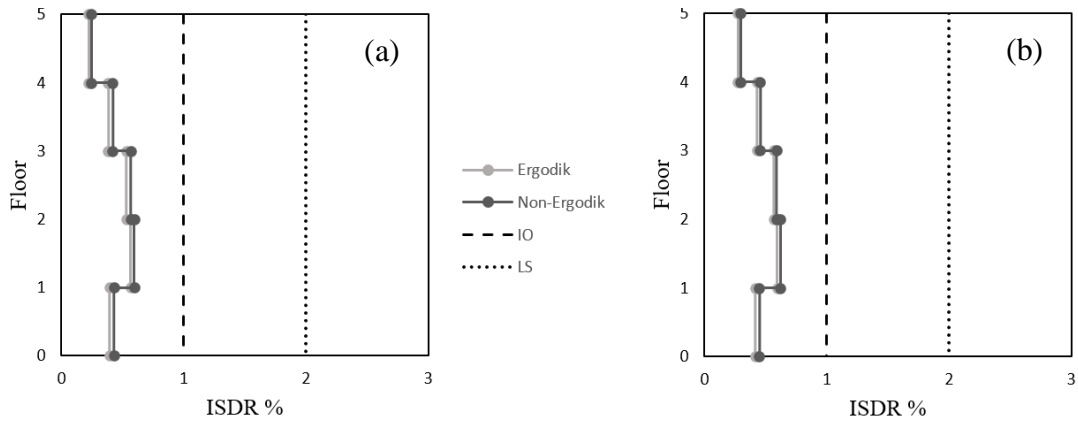 5
4
3
2
1
0
Floor
(a)
0 1 2 3
ISDR %
Ergodik
Non-Ergodik
IO
LS
5
4
3
2
1
0
Floor
(b)
0 1 2 3
ISDR %